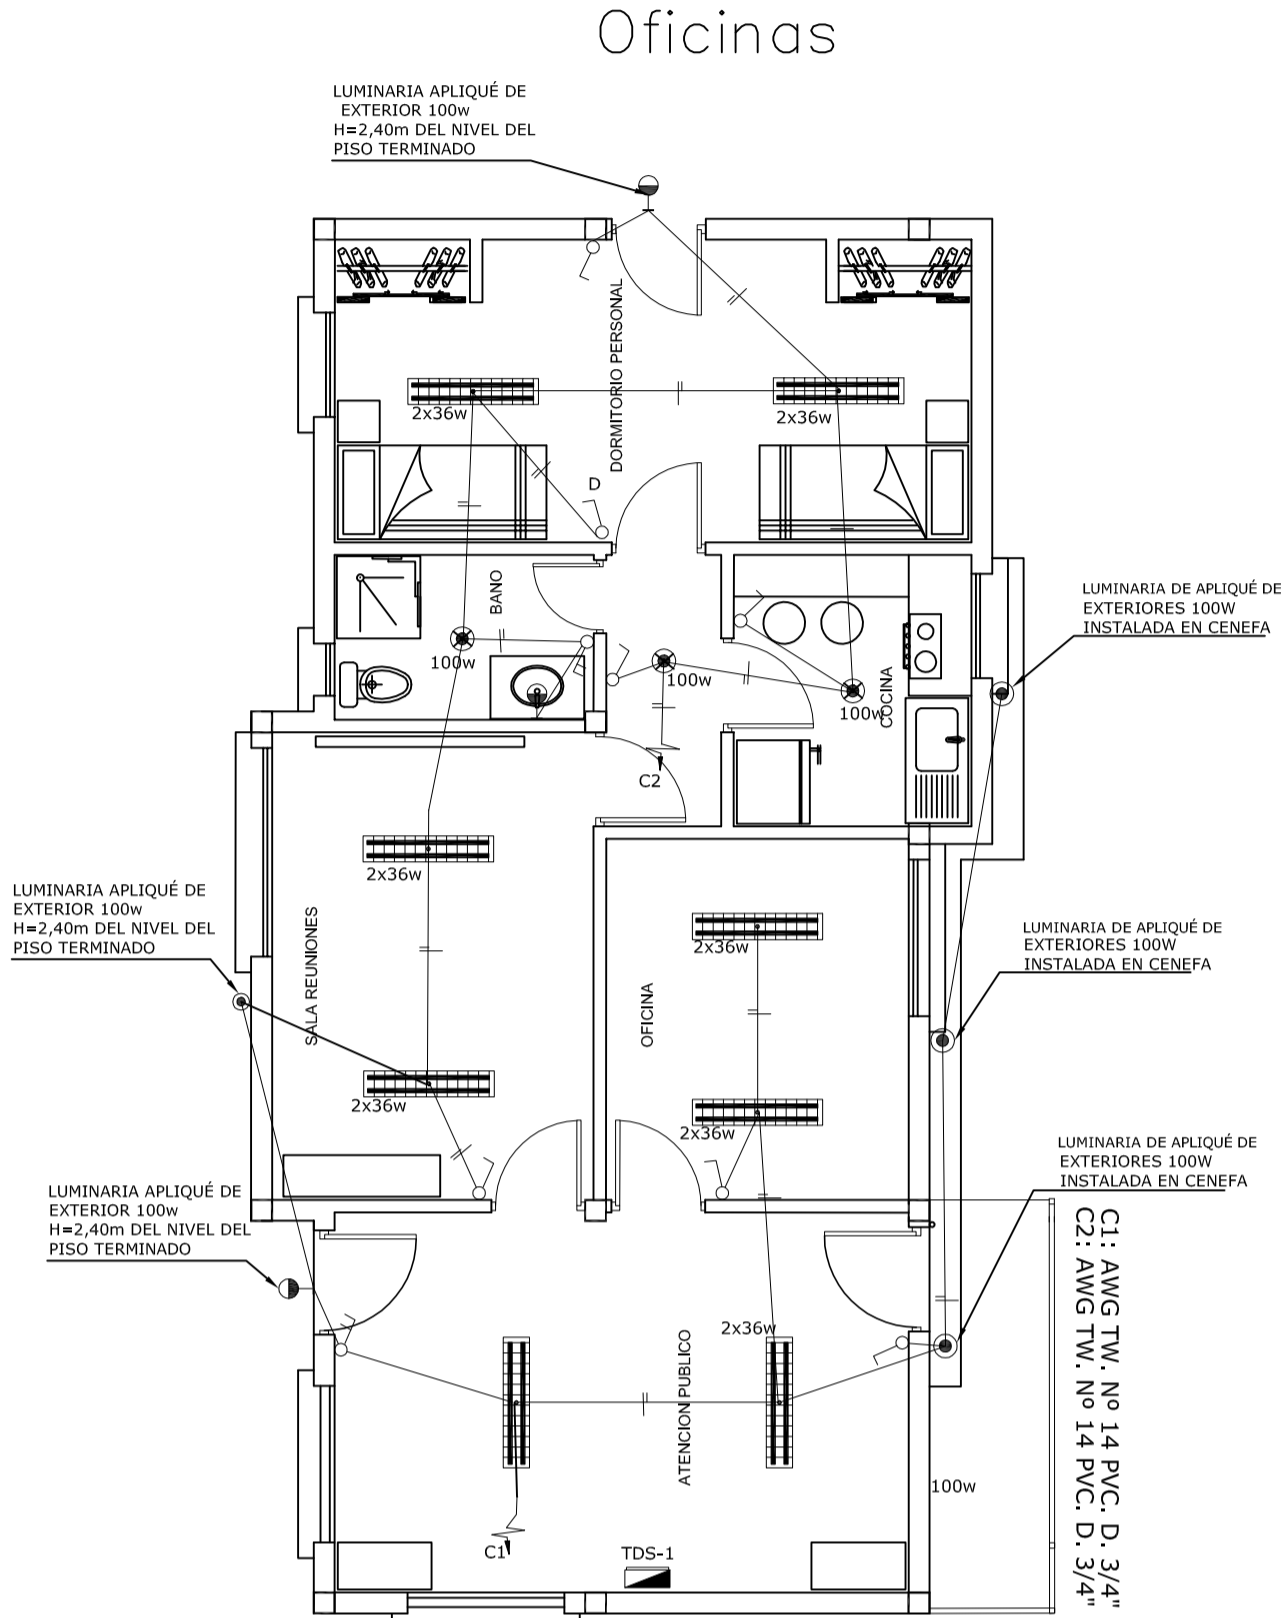 Oficinas
LUMINARIA APLIQUÉ DE
EXTERIOR 100w
H=2,40m DEL NIVEL DEL
PISO TERMINADO
DORMITORIO PERSONAL
2x36w
2x36w
D
BANO
100w
100w
100w
COCINA
C2
LUMINARIA DE APLIQUÉ DE
EXTERIORES 100W
INSTALADA EN CENEFA
2x36w
SALA REUNIONES
LUMINARIA APLIQUÉ DE
EXTERIOR 100w
H=2,40m DEL NIVEL DEL
PISO TERMINADO
2x36w
OFICINA
2x36w
2x36w
LUMINARIA DE APLIQUÉ DE
EXTERIORES 100W
INSTALADA EN CENEFA
LUMINARIA DE APLIQUÉ DE
EXTERIORES 100W
INSTALADA EN CENEFA
LUMINARIA APLIQUÉ DE
EXTERIOR 100w
H=2,40m DEL NIVEL DEL
PISO TERMINADO
2x36w
ATENCION PUBLICO
100w
C1
TDS-1
C1: AWG TW. Nº 14 PVC. D. 3/4"
C2: AWG TW. Nº 14 PVC. D. 3/4"